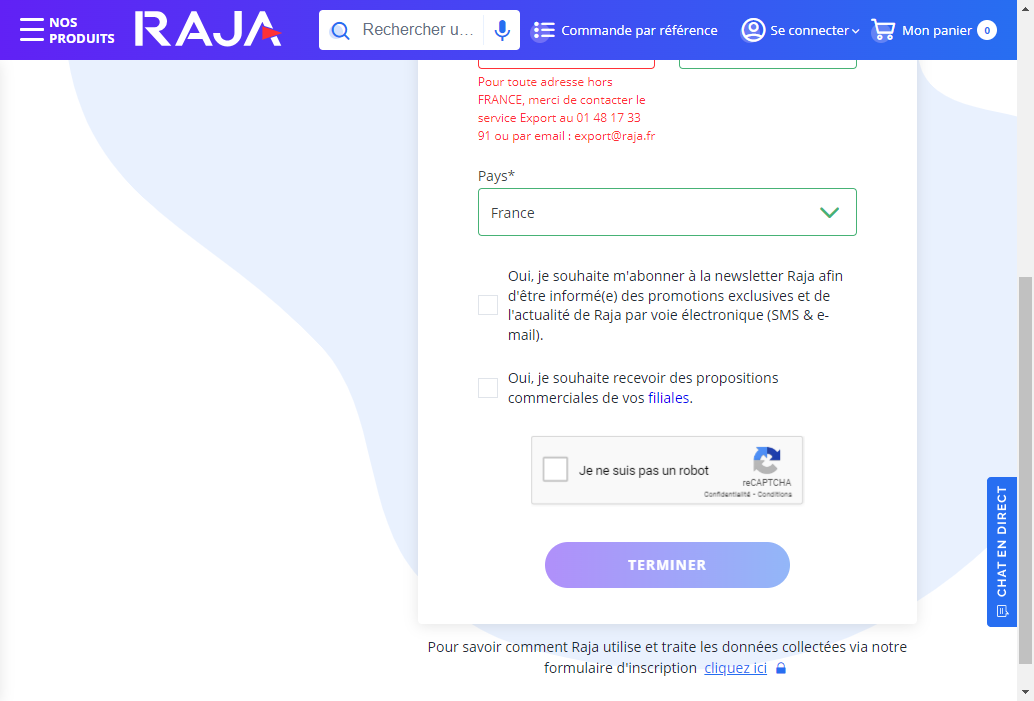 NOS
PRODUITS
RAJA
Rechercher u...
Commande par référence
Se connecter
Mon panier
0
Pour toute adresse hors
FRANCE, merci de contacter le
service Export au 01 48 17 33
91 ou par email : export@raja.fr
Pays*
France
Oui, je souhaite m'abonner à la newsletter Raja afin
d'être informé(e) des promotions exclusives et de
l'actualité de Raja par voie électronique (SMS & e-
mail).
Oui, je souhaite recevoir des propositions
commerciales de vos filiales.
Je ne suis pas un robot
reCAPTCHA
Confidentialité - Conditions
TERMINER
CHAT EN DIRECT
Pour savoir comment Raja utilise et traite les données collectées via notre
formulaire d'inscription cliquez ici